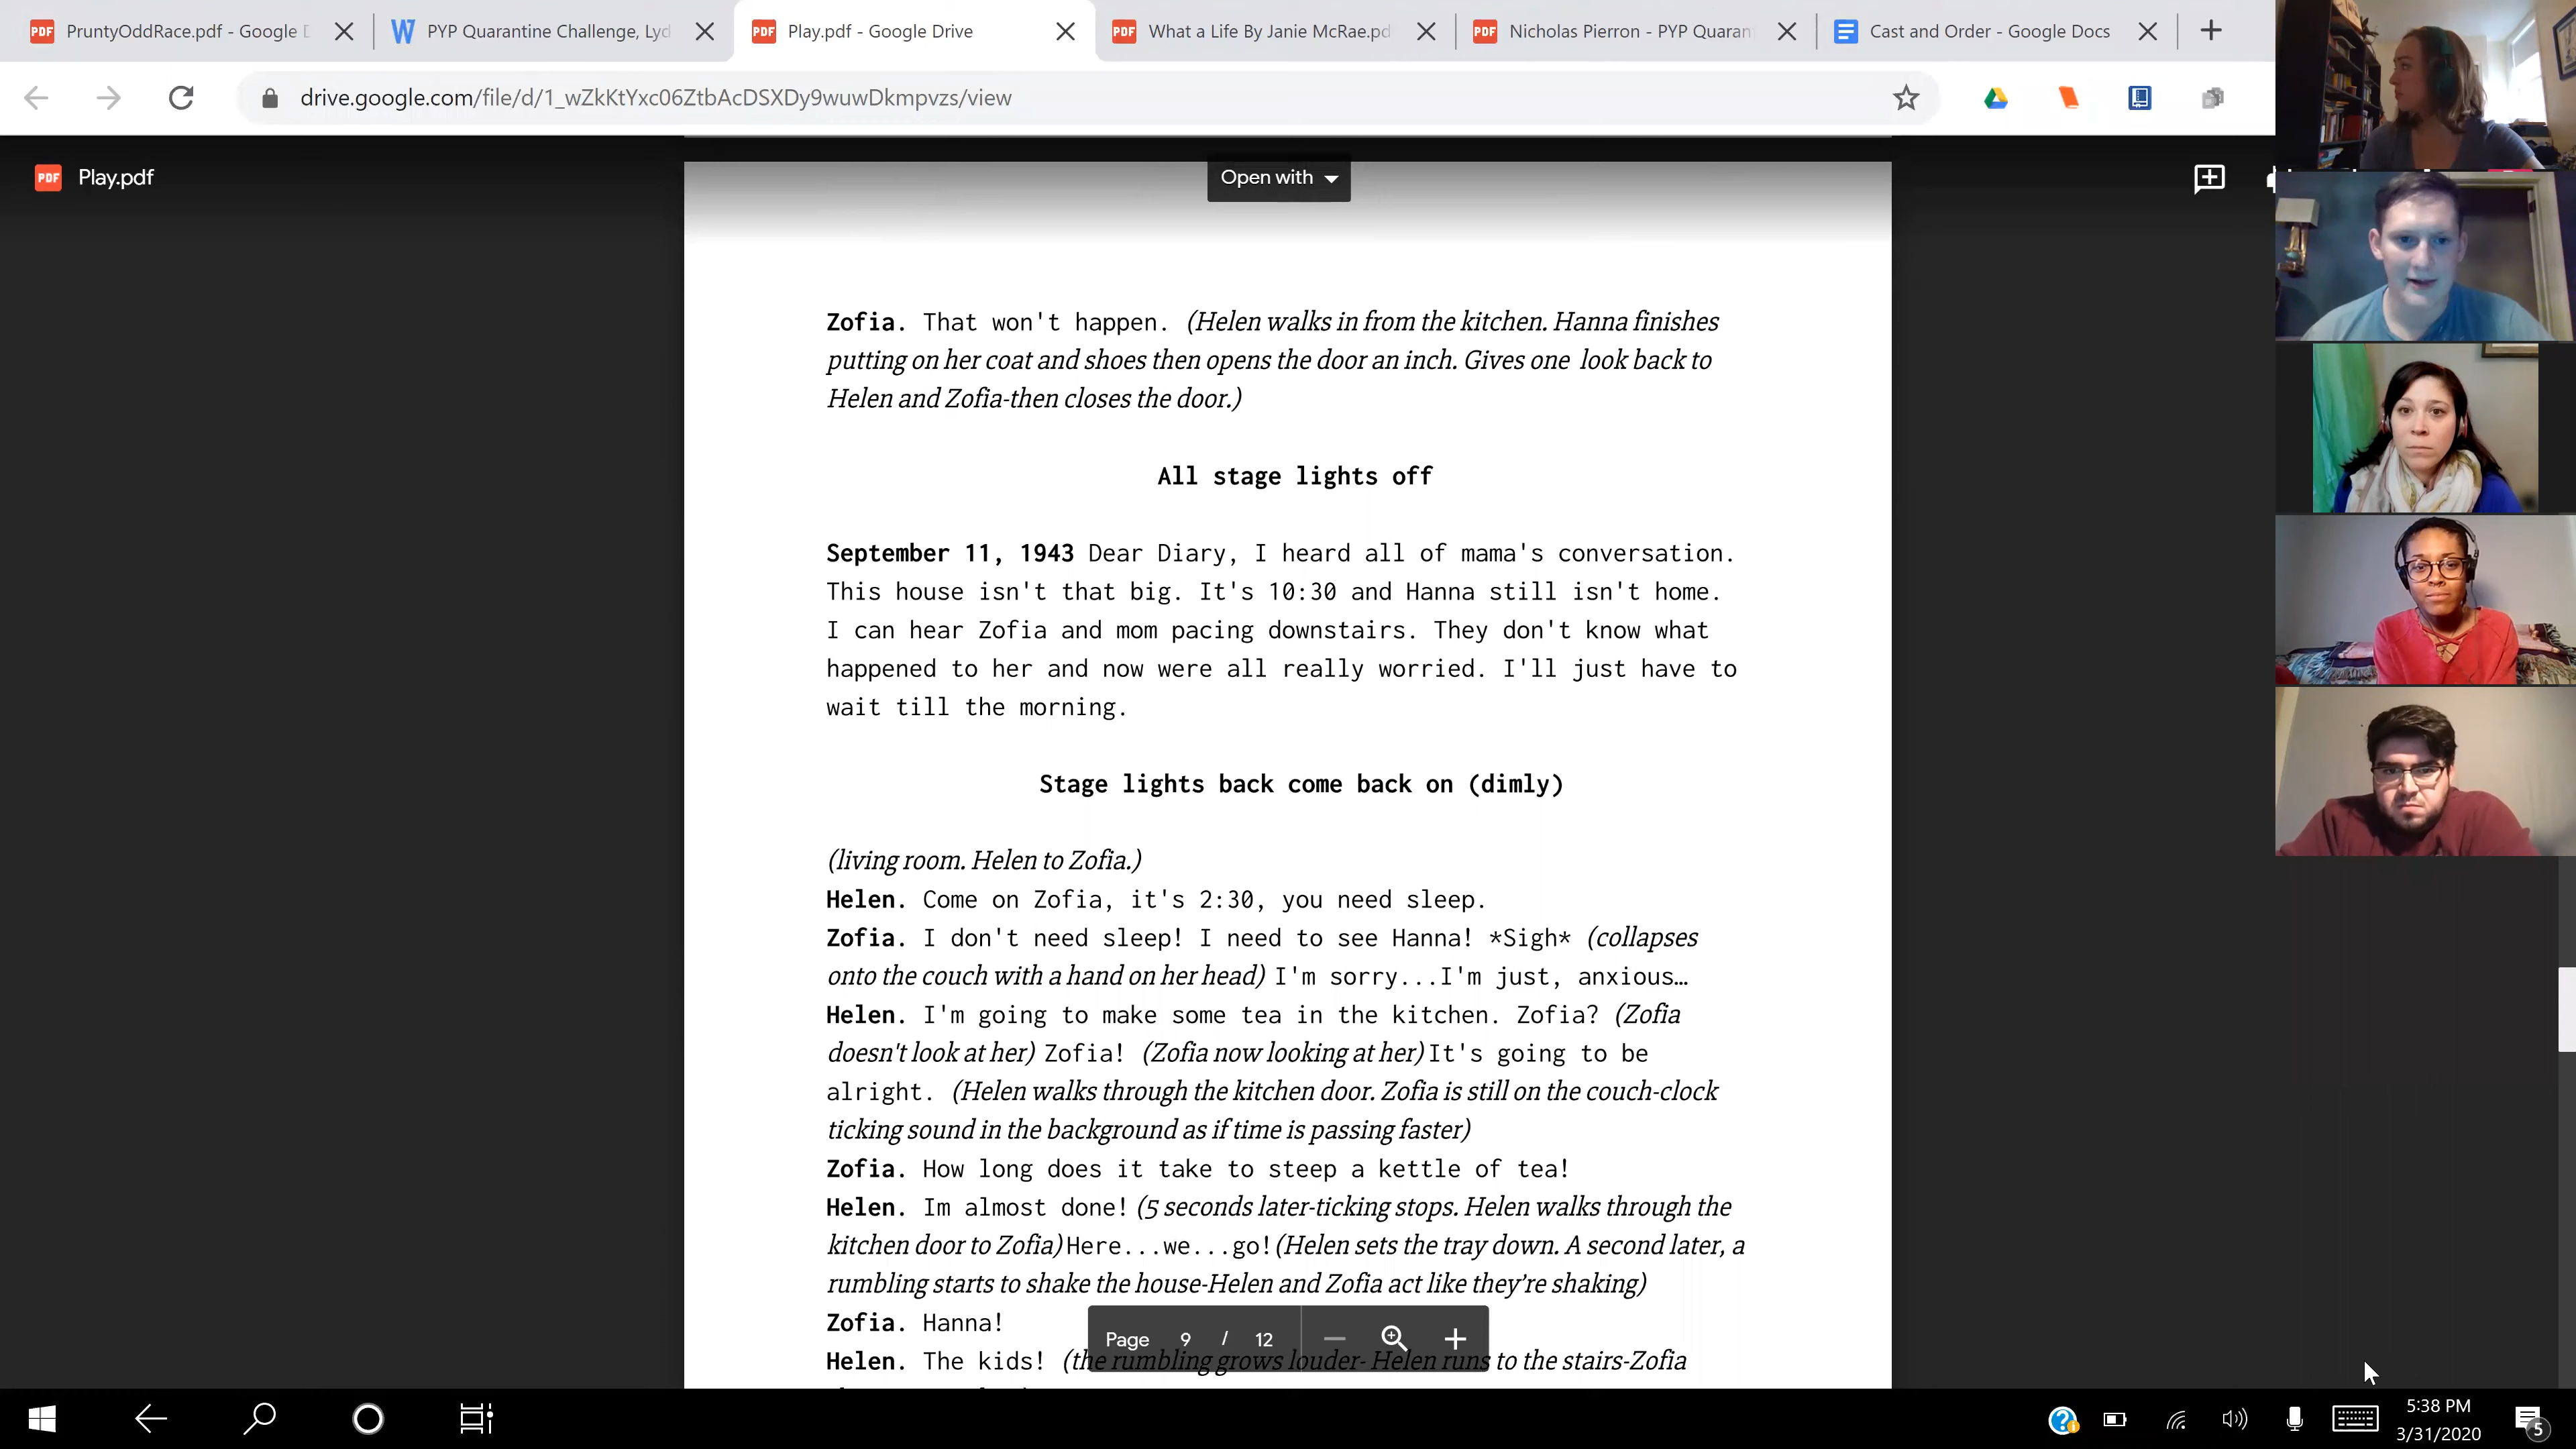 PruntyOddRace.pdf - Google D
PYP Quarantine Challenge, Lyd
Play.pdf - Google Drive
What a Life By Janie McRae.pd
Nicholas Pierron - PYP Quaran
Cast and Order - Google Docs
drive.google.com/file/d/1_wZkKtYxc06ZtbAcDSXDy9wuwDkmpvzs/view
PDF Play.pdf
Open with
Zofia. That won't happen. (Helen walks in from the kitchen. Hanna finishes
putting on her coat and shoes then opens the door an inch. Gives one look back to
Helen and Zofia-then closes the door.)
All stage lights off
September 11, 1943 Dear Diary, I heard all of mama's conversation.
This house isn't that big. It's 10:30 and Hanna still isn't home.
I can hear Zofia and mom pacing downstairs. They don't know what
happened to her and now were all really worried. I'll just have to
wait till the morning.
Stage lights back come back on (dimly)
(living room. Helen to Zofia.)
Helen. Come on Zofia, it's 2:30, you need sleep.
Zofia. I don't need sleep! I need to see Hanna! *Sigh* (collapses
onto the couch with a hand on her head) I'm sorry...I'm just, anxious…
Helen. I'm going to make some tea in the kitchen. Zofia? (Zofia
doesn't look at her) Zofia! (Zofia now looking at her) It's going to be
alright. (Helen walks through the kitchen door. Zofia is still on the couch-clock
ticking sound in the background as if time is passing faster)
Zofia. How long does it take to steep a kettle of tea!
Helen. Im almost done! (5 seconds later-ticking stops. Helen walks through the
kitchen door to Zofia) Here...we...go! (Helen sets the tray down. A second later, a
rumbling starts to shake the house-Helen and Zofia act like they’re shaking)
Zofia. Hanna!
Helen. The kids! (the rumbling grows louder- Helen runs to the stairs-Zofia
Page 9 / 12
5:38 PM
3/31/2020
5